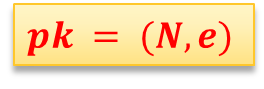 pk = (N, e)